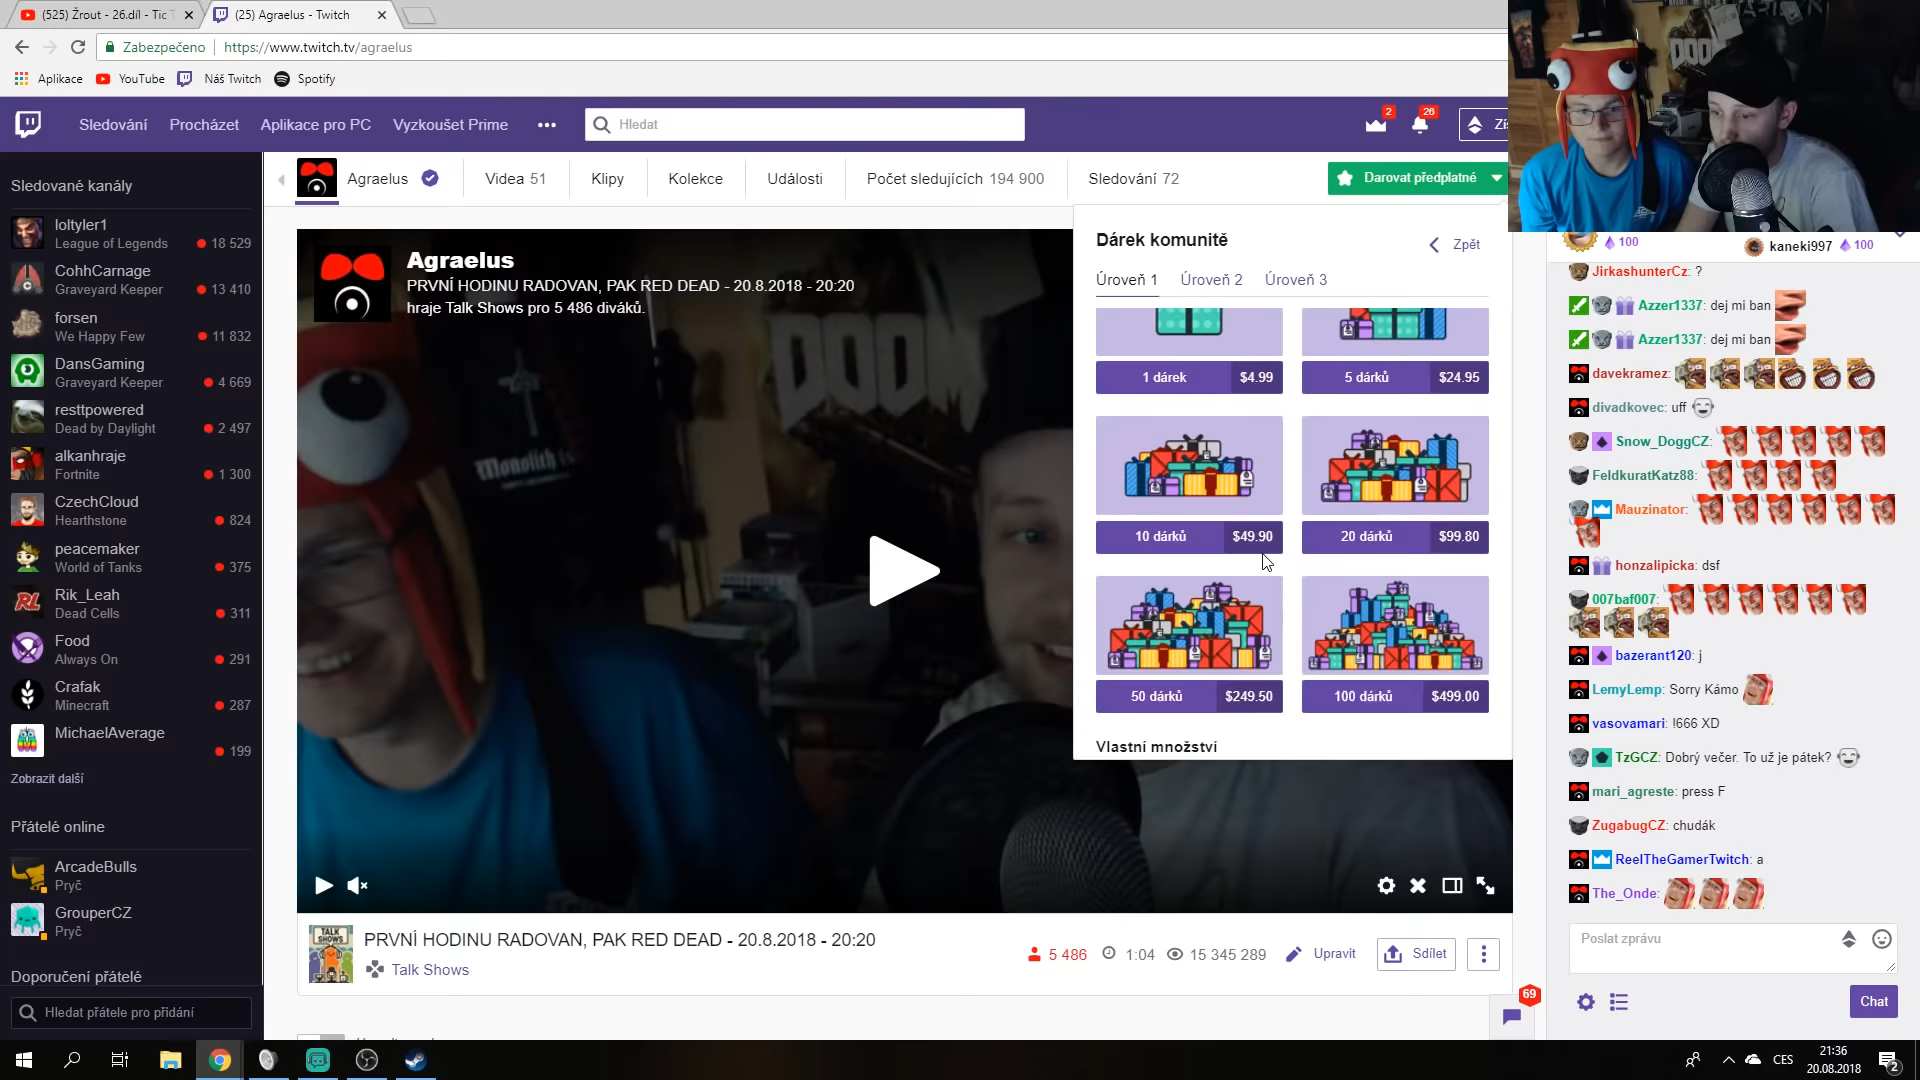 (525) Žrout - 26.díl - Tic T
(25) Agraelus - Twitch
Zabezpečeno
https://www.twitch.tv/agraelus
Aplikace
YouTube
Náš Twitch
Spotify
Sledování
Procházet
Aplikace pro PC
Vyzkoušet Prime
Hledat
2
26
Sledované kanály
loltyler1
League of Legends
18 529
CohhCarnage
Graveyard Keeper
13 410
forsen
We Happy Few
11 832
DansGaming
Graveyard Keeper
4 669
resttpowered
Dead by Daylight
2 497
alkanhraje
Fortnite
1 300
CzechCloud
Hearthstone
824
peacemaker
World of Tanks
375
Rik_Leah
Dead Cells
311
Food
Always On
291
Crafak
Minecraft
287
MichaelAverage
199
Zobrazit další
Přátelé online
ArcadeBulls
Pryč
GrouperCZ
Pryč
Doporučení přátelé
Hledat přátele pro přidání
Agraelus
Videa 51
Klipy
Kolekce
Události
Počet sledujících 194 900
Sledování 72
Darovat předplatné
Agraelus
PRVNÍ HODINU RADOVAN, PAK RED DEAD - 20.8.2018 - 20:20
hraje Talk Shows pro 5 486 diváků.
DOOM
Monolith
Dárek komunitě
Zpět
Úroveň 1
Úroveň 2
Úroveň 3
1 dárek
$4.99
5 dárků
$24.95
10 dárků
$49.90
20 dárků
$99.80
50 dárků
$249.50
100 dárků
$499.00
Vlastní množství
TALK SHOWS
PRVNÍ HODINU RADOVAN, PAK RED DEAD - 20.8.2018 - 20:20
Talk Shows
5 486
1:04
15 345 289
Upravit
Sdílet
69
DOOM
100
kaneki997
100
JirkashunterCz: ?
Azzer1337: dej mi ban
Azzer1337: dej mi ban
davekramez:
divadkovec: uff
Snow_DoggCZ:
FeldkuratKatz88:
Mauzinator:
honzalipicka: dsf
007baf007:
bazerant120: j
LemyLemp: Sorry Kámo
vasovamari: !666 XD
TzGCZ: Dobrý večer. To už je pátek?
mari_agreste: press F
ZugabugCZ: chudák
ReelTheGamerTwitch: a
The_Onde:
Poslat zprávu
Chat
CES
21:36
20.08.2018
2